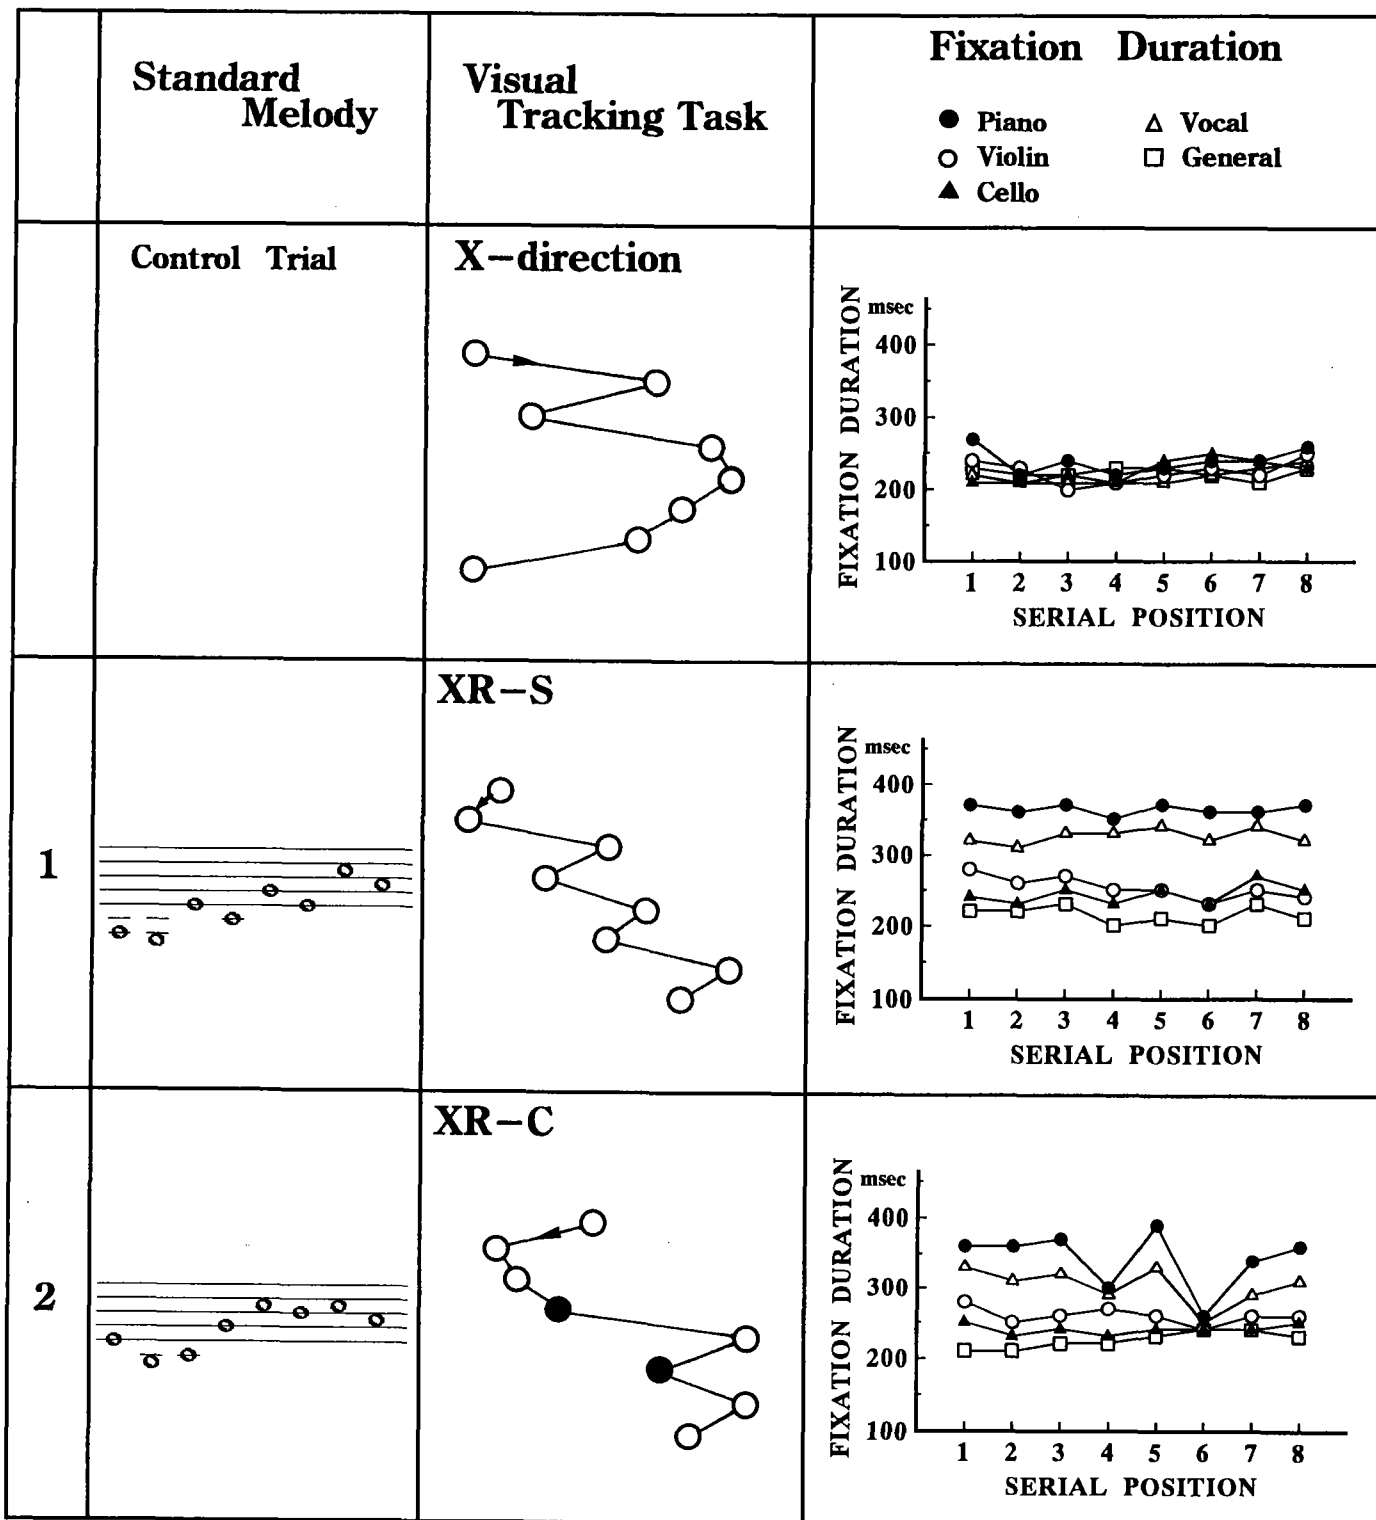 Standard
Melody
Visual
Tracking Task
Fixation Duration
Piano
Violin
Cello
Vocal
General
Control Trial
X-direction
FIXATION DURATION
msec
400
300
200
100
1 2 3 4 5 6 7 8
SERIAL POSITION
1
XR-S
FIXATION DURATION
msec
400
300
200
100
1 2 3 4 5 6 7 8
SERIAL POSITION
2
XR-C
FIXATION DURATION
msec
400
300
200
100
1 2 3 4 5 6 7 8
SERIAL POSITION